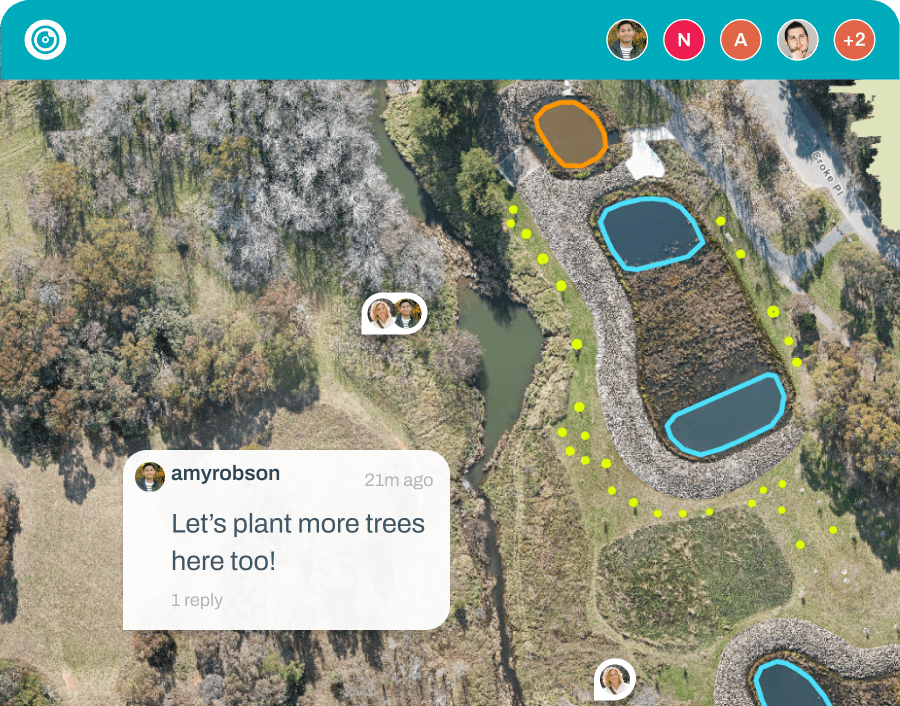 N
A
+2
Croke Pl
amyrobson
21m ago
Let’s plant more trees
here too!
1 reply